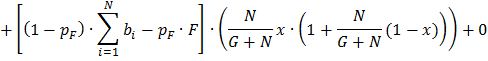 + [(1 − p_F) · ∑_{i=1}^{N} b_i − p_F · F] · (N/(G + N) x · (1 + N/(G + N) (1 − x))) + 0